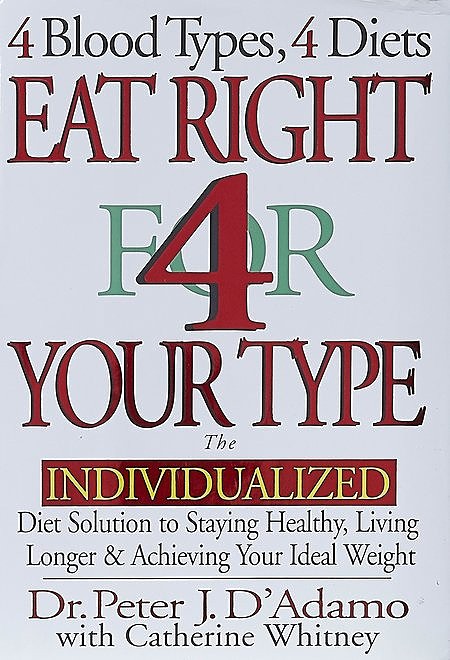 4 Blood Types, 4 Diets
EAT RIGHT
FOR
4
YOUR TYPE
The
INDIVIDUALIZED
Diet Solution to Staying Healthy, Living
Longer & Achieving Your Ideal Weight
Dr. Peter J. D'Adamo
with Catherine Whitney